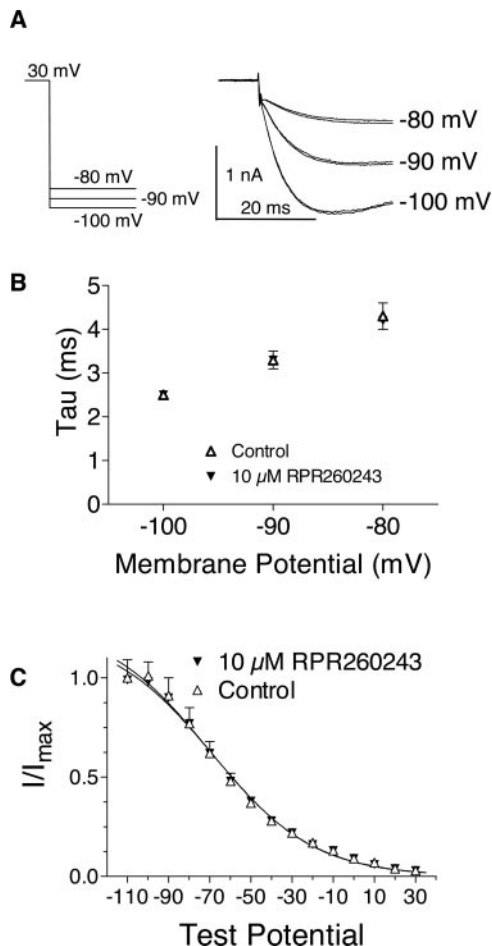 A
30 mV
-80 mV
-90 mV
-100 mV
1 nA
20 ms
-80 mV
-90 mV
-100 mV
B
5
4
3
2
1
0
Tau (ms)
Control
10 µM RPR260243
-100
-90
-80
Membrane Potential (mV)
C
10 µM RPR260243
Control
1.0
0.5
0.0
I/Imax
-110 -90 -70 -50 -30 -10 10 30
Test Potential